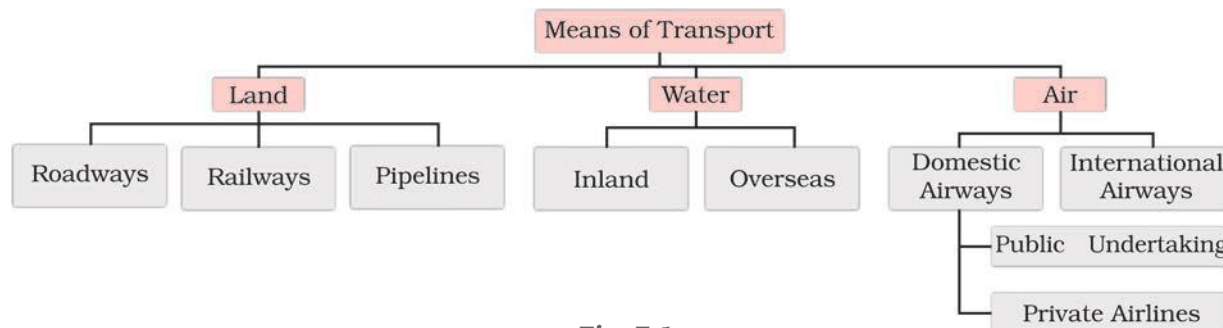 Means of Transport
Land
Water
Air
Roadways
Railways
Pipelines
Inland
Overseas
Domestic
Airways
International
Airways
Public Undertaking
Private Airlines